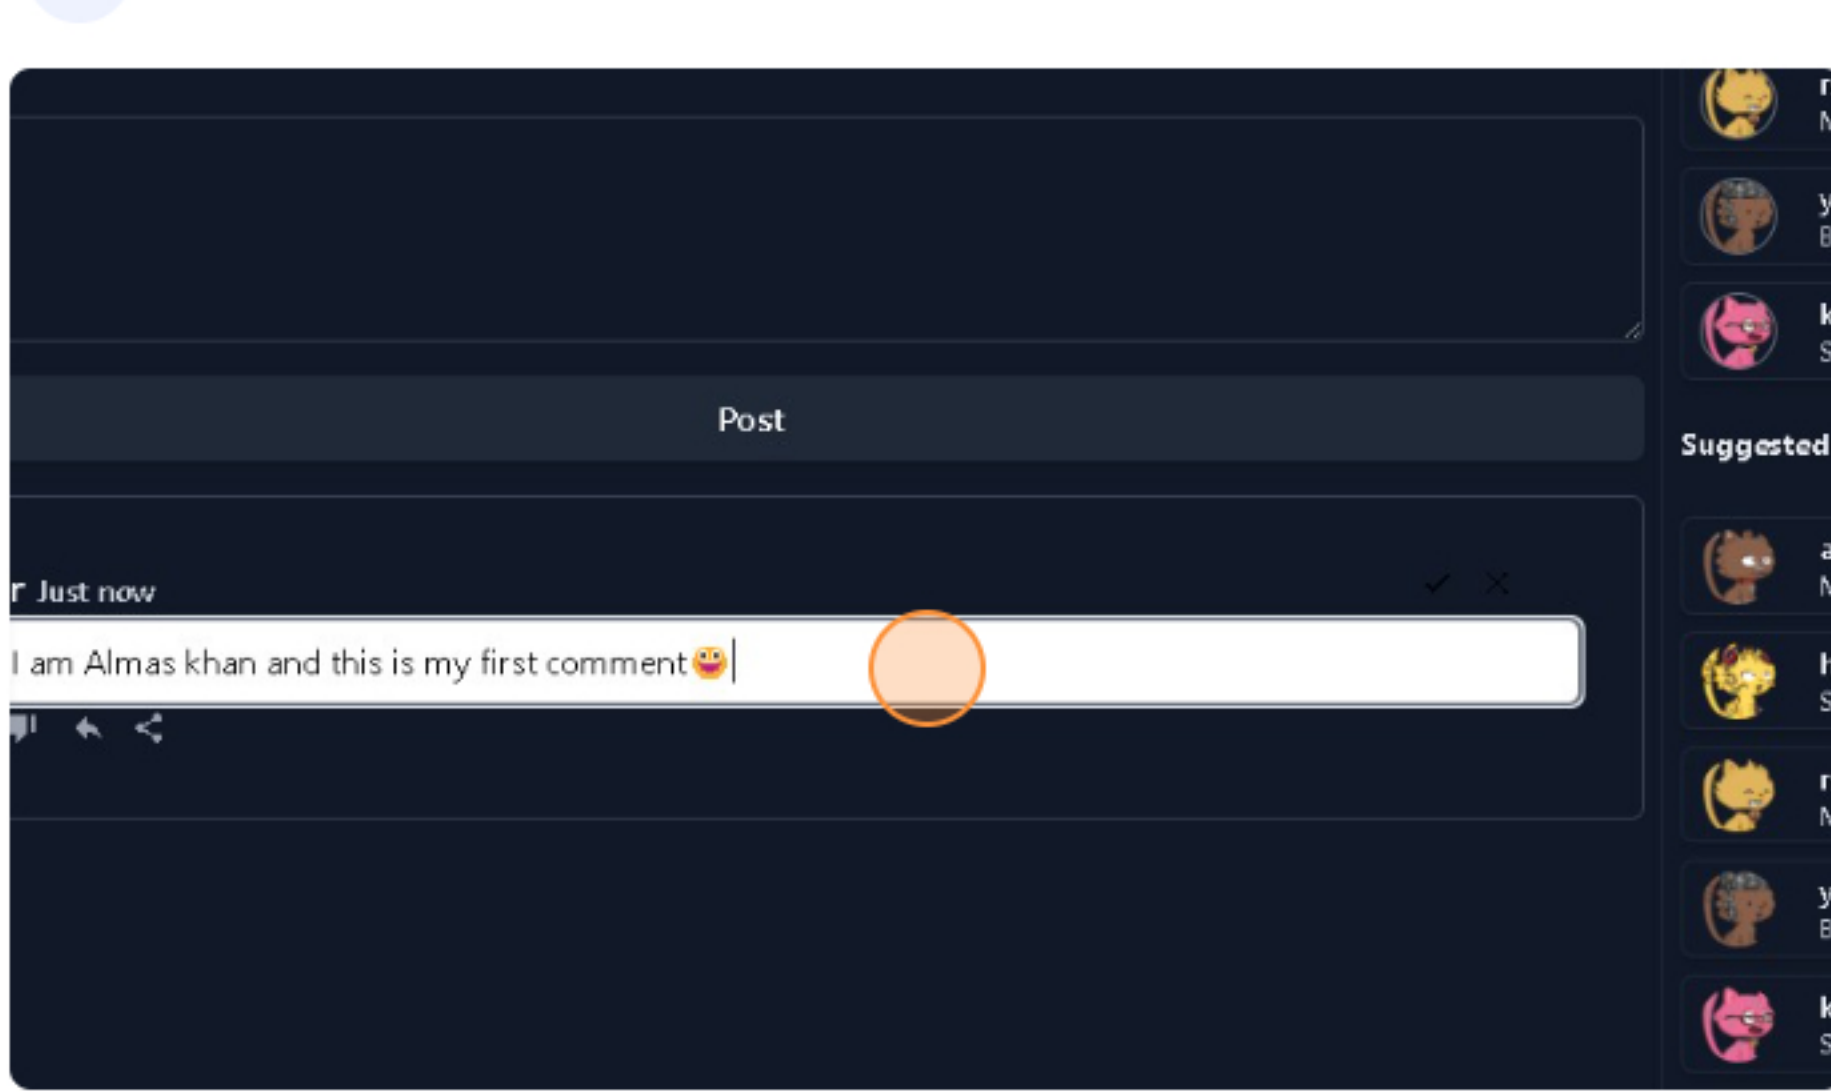 Post
r Just now
I am Almas khan and this is my first comment😀
Suggested